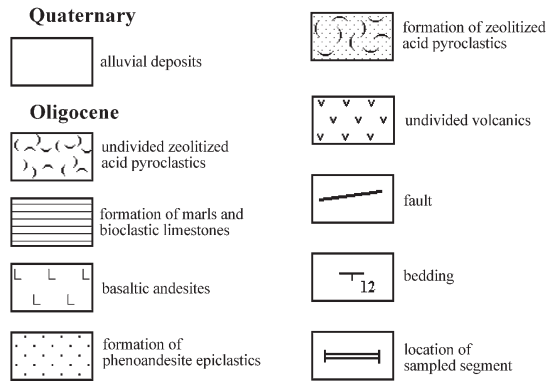 Quaternary
alluvial deposits
Oligocene
undivided zeolitized
acid pyroclastics
formation of marls and
bioclastic limestones
basaltic andesites
formation of
phenoandesite epiclastics
formation of zeolitized
acid pyroclastics
undivided volcanics
fault
12
bedding
location of
sampled segment